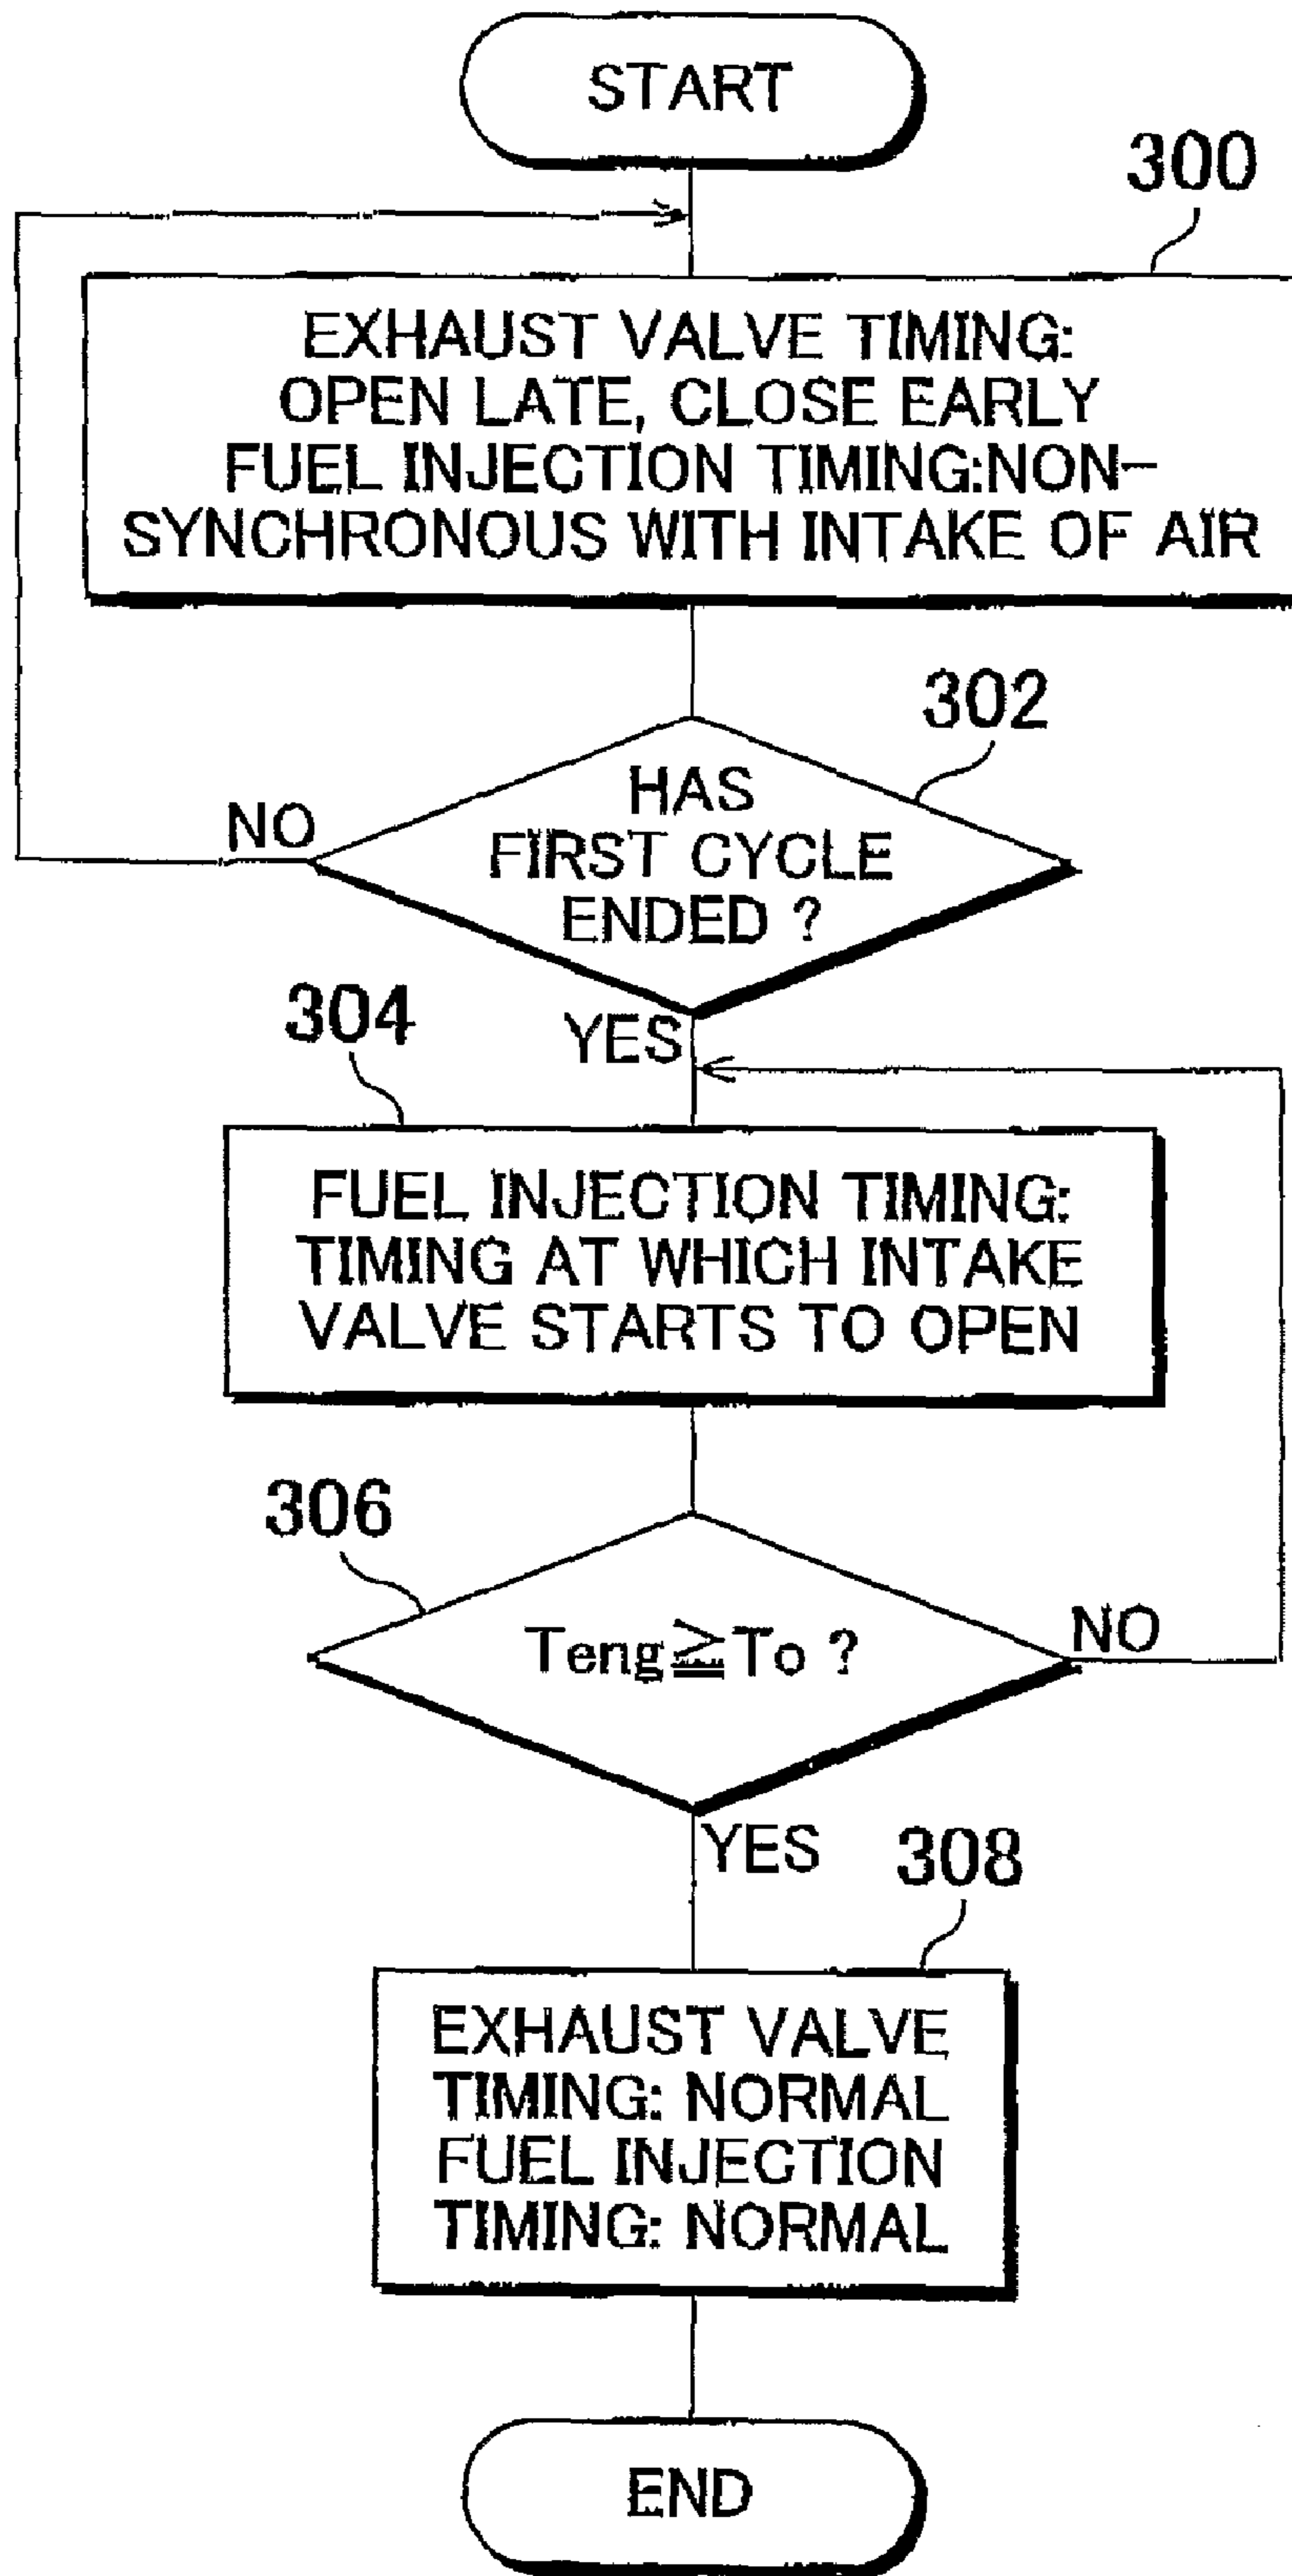 START
300
EXHAUST VALVE TIMING:
OPEN LATE, CLOSE EARLY
FUEL INJECTION TIMING:NON-
SYNCHRONOUS WITH INTAKE OF AIR
302
HAS
FIRST CYCLE
ENDED ?
NO
YES
304
FUEL INJECTION TIMING:
TIMING AT WHICH INTAKE
VALVE STARTS TO OPEN
306
Teng≧To ?
NO
YES
308
EXHAUST VALVE
TIMING: NORMAL
FUEL INJECTION
TIMING: NORMAL
END